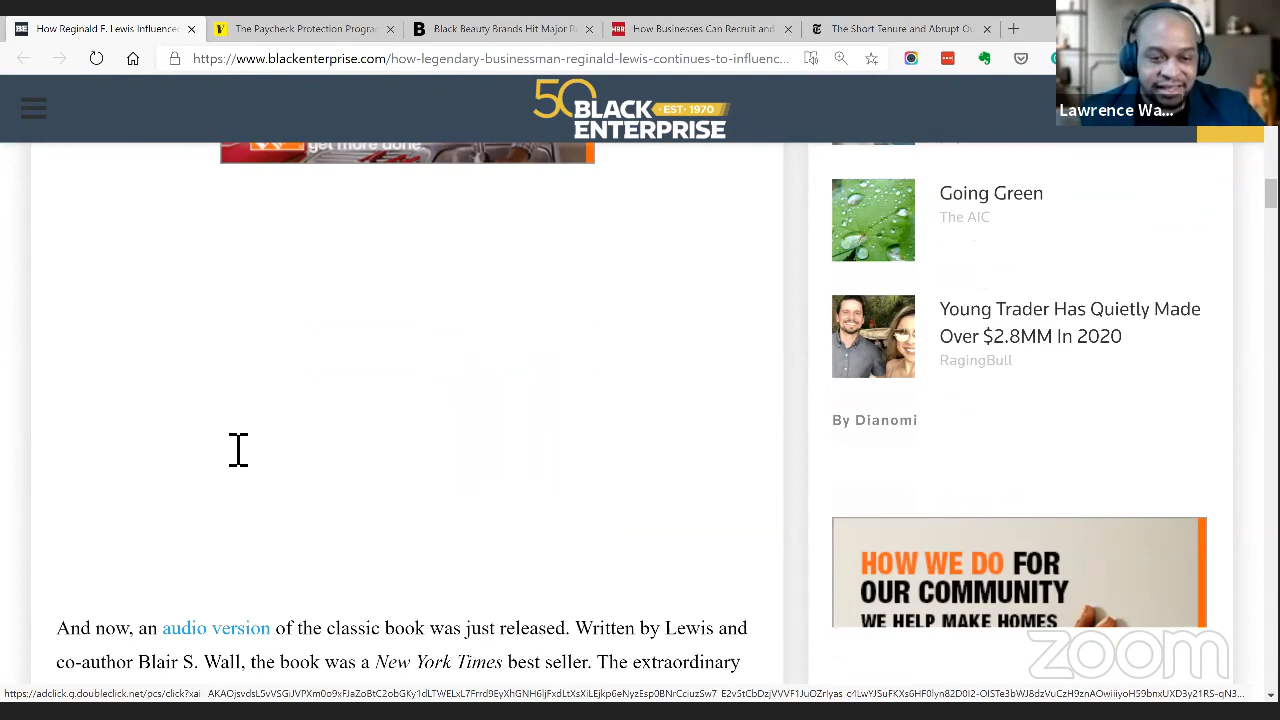 How Reginald F. Lewis Influence
The Paycheck Protection Progra
Black Beauty Brands Hit Major R
How Businesses Can Recruit and
The Short Tenure and Abrupt Ou
https://www.blackenterprise.com/how-legendary-businessman-reginald-lewis-continues-to-influenc...
Lawrence Wa...
50 BLACK EST· 1970
ENTERPRISE
get more done.
Going Green
The AIC
Young Trader Has Quietly Made
Over $2.8MM In 2020
RagingBull
By Dianomi
HOW WE DO FOR
OUR COMMUNITY
WE HELP MAKE HOMES
And now, an audio version of the classic book was just released. Written by Lewis and
co-author Blair S. Wall, the book was a New York Times best seller. The extraordinary
zoom